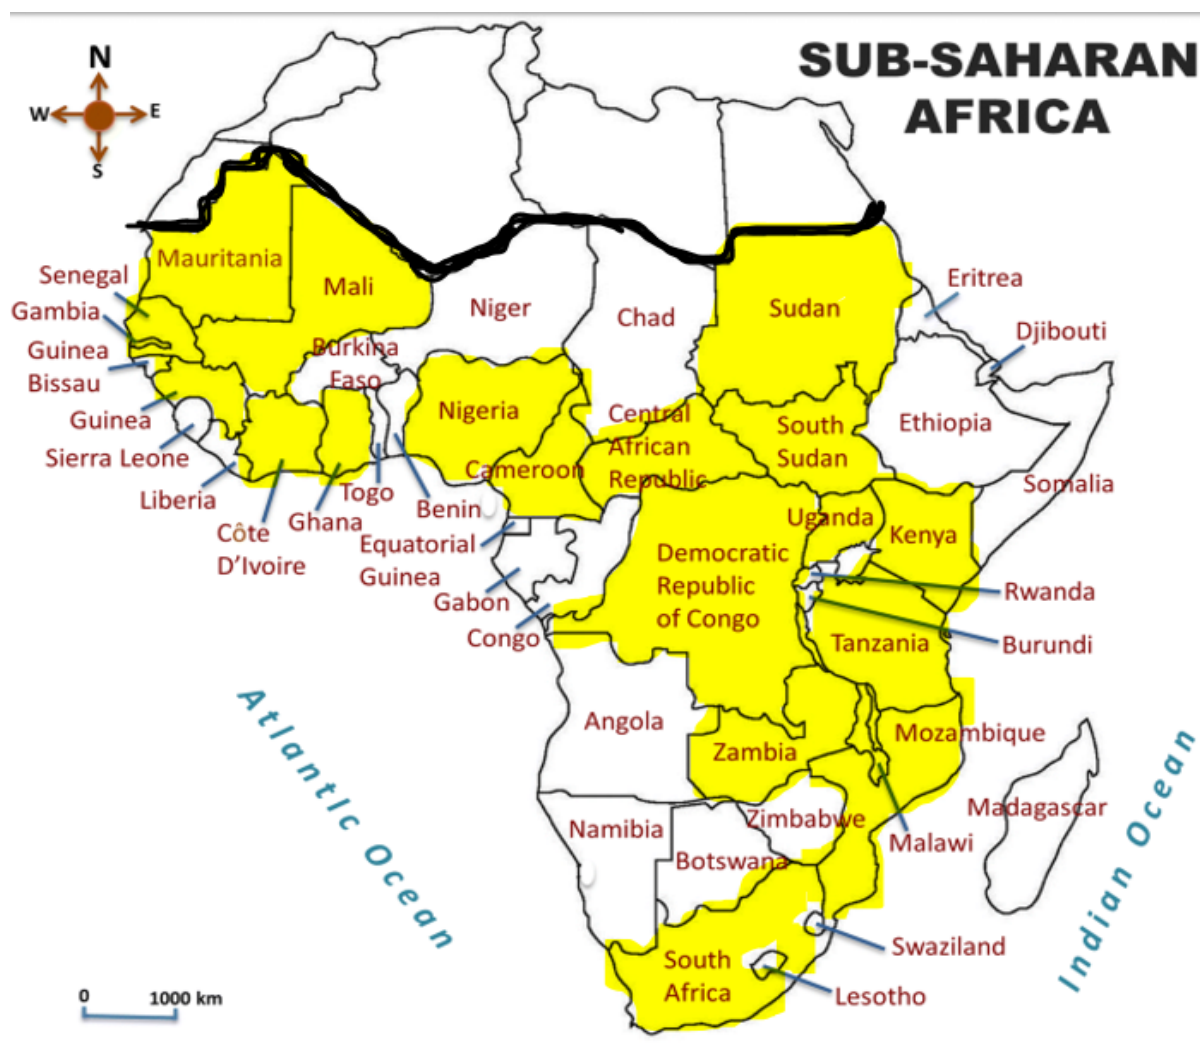 SUB-SAHARAN
AFRICA
N
W
E
S
Mauritania
Senegal
Mali
Gambia
Niger
Chad
Sudan
Eritrea
Djibouti
Guinea
Bissau
Burkina
Faso
Guinea
Nigeria
Central
African
Republic
South
Sudan
Ethiopia
Sierra Leone
Cameroon
Somalia
Liberia
Togo
Benin
Ghana
Côte
D'Ivoire
Equatorial
Guinea
Uganda
Kenya
Democratic
Republic
of Congo
Gabon
Rwanda
Congo
Tanzania
Burundi
Angola
Zambia
Mozambique
Atlantic Ocean
Indian Ocean
Madagascar
Namibia
Zimbabwe
Malawi
Botswana
Swaziland
South
Africa
Lesotho
0
1000 km